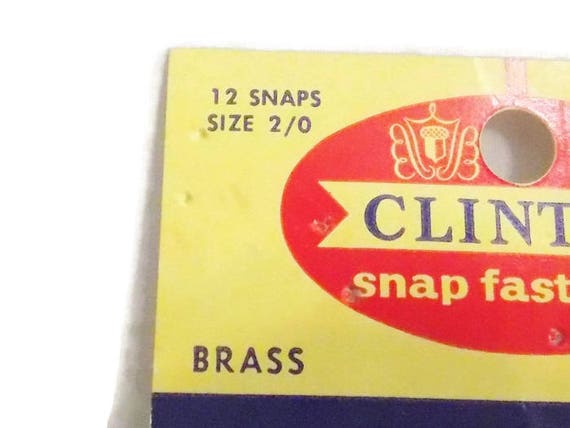 12 SNAPS
SIZE 2/0
CLINT
snap fast
BRASS